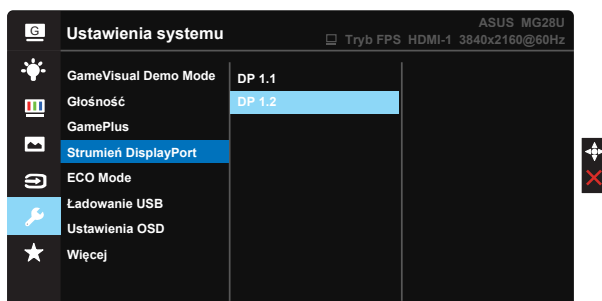 G
Ustawienia systemu
ASUS MG28U
Tryb FPS HDMI-1 3840x2160@60Hz
GameVisual Demo Mode
DP 1.1
Głośność
DP 1.2
GamePlus
Strumień DisplayPort
ECO Mode
Ładowanie USB
Ustawienia OSD
Więcej